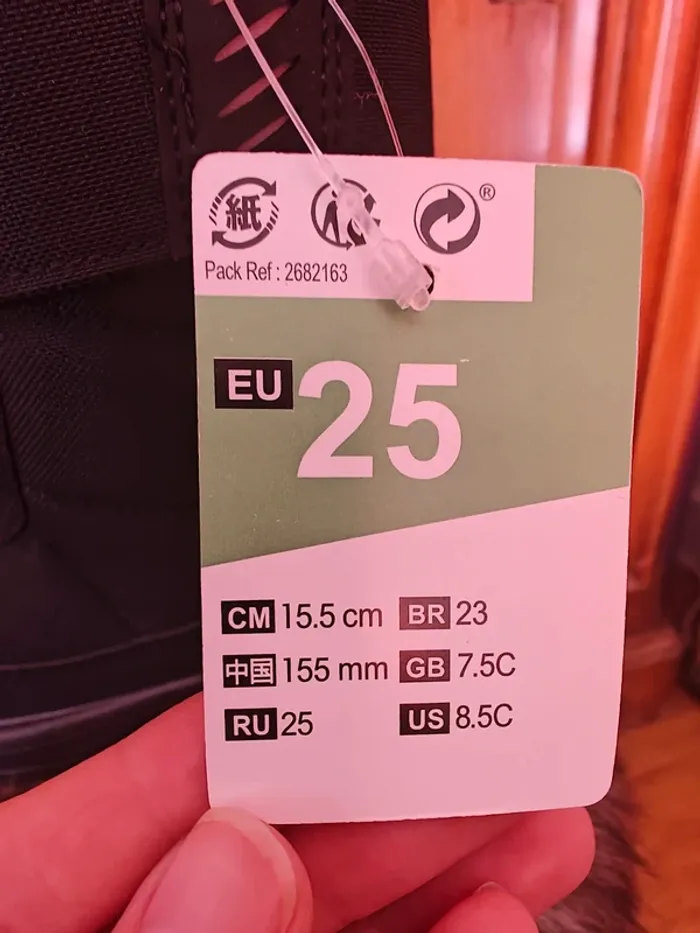 紙
®
Pack Ref : 2682163
EU 25
CM 15.5 cm BR 23
中国 155 mm GB 7.5C
RU 25 US 8.5C